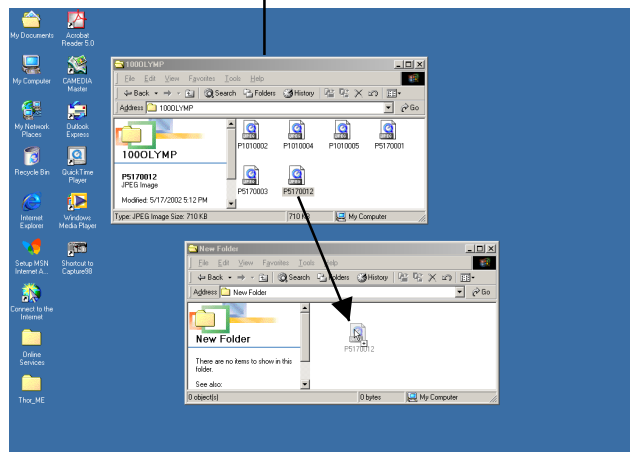 My Documents
Acrobat
Reader 5.0
My Computer
CAMEDIA
Master
My Network
Places
Outlook
Express
Recycle Bin
QuickTime
Player
Internet
Explorer
Windows
Media Player
Setup MSN
Internet A...
Shortcut to
Capture98
Connect to the
Internet
Online
Services
Thor_ME
100OLYMP
File Edit View Favorites Tools Help
Back Search Folders History
Address 100OLYMP Go
100OLYMP
P5170012
JPEG Image
Modified: 5/17/2002 5:12 PM
P1010002 P1010004 P1010005 P5170001
P5170003 P5170012
Type: JPEG Image Size: 710 KB 710 KB My Computer
New Folder
File Edit View Favorites Tools Help
Back Search Folders History
Address New Folder Go
New Folder
There are no items to show in this
folder.
See also:
P5170012
0 object(s) 0 bytes My Computer